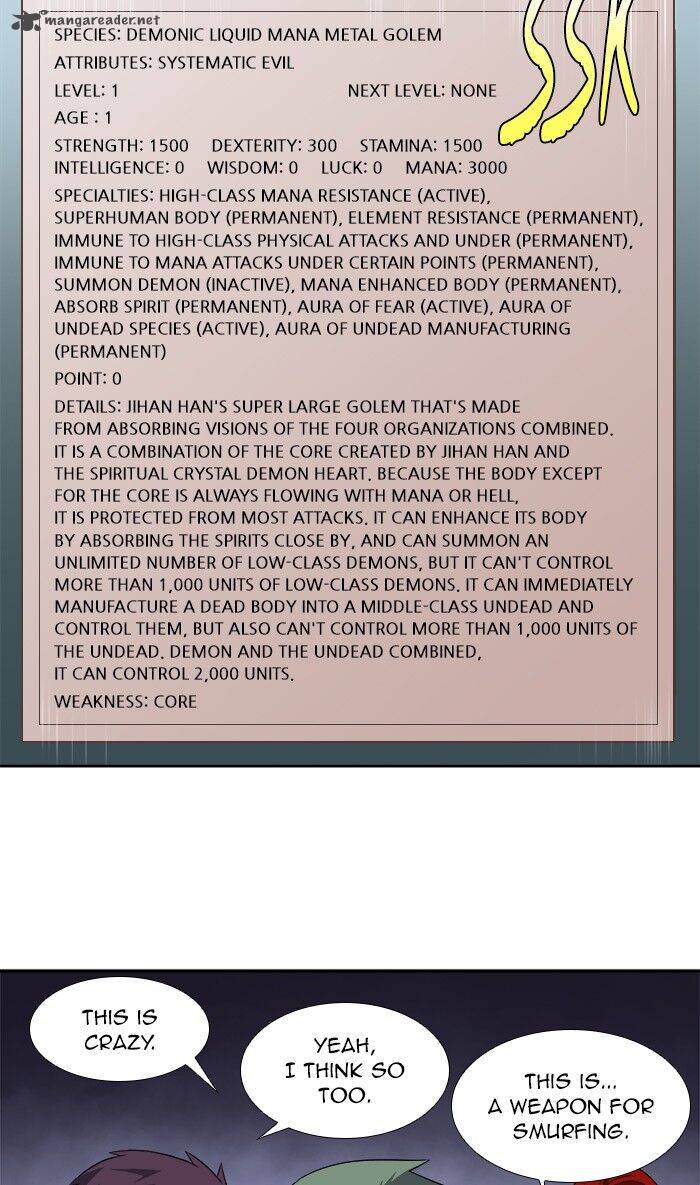 mangareader.net
SPECIES: DEMONIC LIQUID MANA METAL GOLEM
ATTRIBUTES: SYSTEMATIC EVIL
LEVEL: 1 NEXT LEVEL: NONE
AGE : 1
STRENGTH: 1500 DEXTERITY: 300 STAMINA: 1500
INTELLIGENCE: 0 WISDOM: 0 LUCK: 0 MANA: 3000
SPECIALTIES: HIGH-CLASS MANA RESISTANCE (ACTIVE),
SUPERHUMAN BODY (PERMANENT), ELEMENT RESISTANCE (PERMANENT),
IMMUNE TO HIGH-CLASS PHYSICAL ATTACKS AND UNDER (PERMANENT),
IMMUNE TO MANA ATTACKS UNDER CERTAIN POINTS (PERMANENT),
SUMMON DEMON (INACTIVE), MANA ENHANCED BODY (PERMANENT),
ABSORB SPIRIT (PERMANENT), AURA OF FEAR (ACTIVE), AURA OF
UNDEAD SPECIES (ACTIVE), AURA OF UNDEAD MANUFACTURING
(PERMANENT)
POINT: 0
DETAILS: JIHAN HAN'S SUPER LARGE GOLEM THAT'S MADE
FROM ABSORBING VISIONS OF THE FOUR ORGANIZATIONS COMBINED.
IT IS A COMBINATION OF THE CORE CREATED BY JIHAN HAN AND
THE SPIRITUAL CRYSTAL DEMON HEART. BECAUSE THE BODY EXCEPT
FOR THE CORE IS ALWAYS FLOWING WITH MANA OR HELL,
IT IS PROTECTED FROM MOST ATTACKS. IT CAN ENHANCE ITS BODY
BY ABSORBING THE SPIRITS CLOSE BY, AND CAN SUMMON AN
UNLIMITED NUMBER OF LOW-CLASS DEMONS, BUT IT CAN'T CONTROL
MORE THAN 1,000 UNITS OF LOW-CLASS DEMONS. IT CAN IMMEDIATELY
MANUFACTURE A DEAD BODY INTO A MIDDLE-CLASS UNDEAD AND
CONTROL THEM, BUT ALSO CAN'T CONTROL MORE THAN 1,000 UNITS OF
THE UNDEAD. DEMON AND THE UNDEAD COMBINED,
IT CAN CONTROL 2,000 UNITS.
WEAKNESS: CORE
SSK
THIS IS
CRAZY.
YEAH,
I THINK SO
TOO.
THIS IS...
A WEAPON FOR
SMURFING.